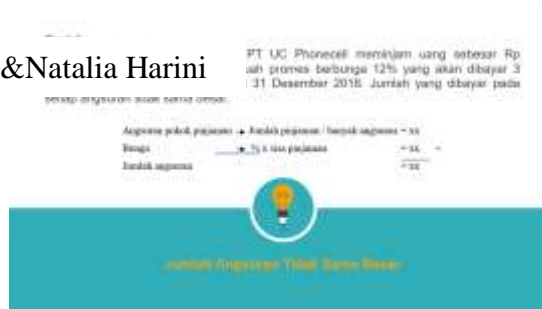 PT UC Phonecell meminjam uang sebesar Rp
&Natalia Harini
promes berbunga 12% yang akan dibayar 3
31 Desember 2016. Jumlah yang dibayar pada
setiap angsuran
sama besar.
Angsuran pokok pinjaman → Jumlah pinjaman / banyak angsuran = xx
Bunga → % x sisa pinjaman = xx
Jumlah angsuran = xx
Jumlah Angsuran Tidak Sama Besar